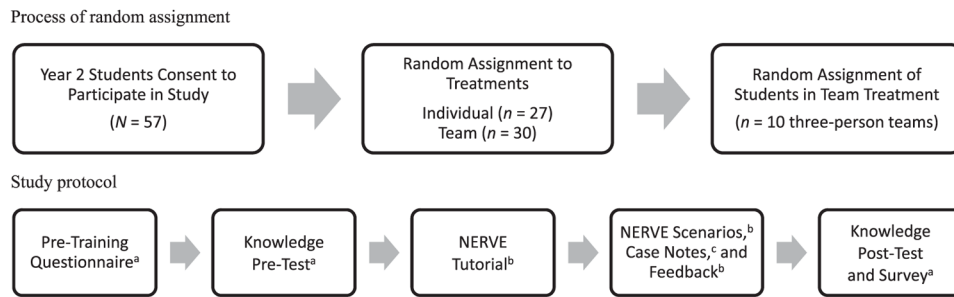 Process of random assignment
Year 2 Students Consent to
Participate in Study
(N = 57)
Random Assignment to
Treatments
Individual (n = 27)
Team (n = 30)
Random Assignment of
Students in Team Treatment
(n = 10 three-person teams)
Study protocol
Pre-Training
Questionnaireᵃ
Knowledge
Pre-Testᵃ
NERVE
Tutorialᵇ
NERVE Scenarios,ᵇ
Case Notes,ᶜ and
Feedbackᵇ
Knowledge
Post-Test
and Surveyᵃ